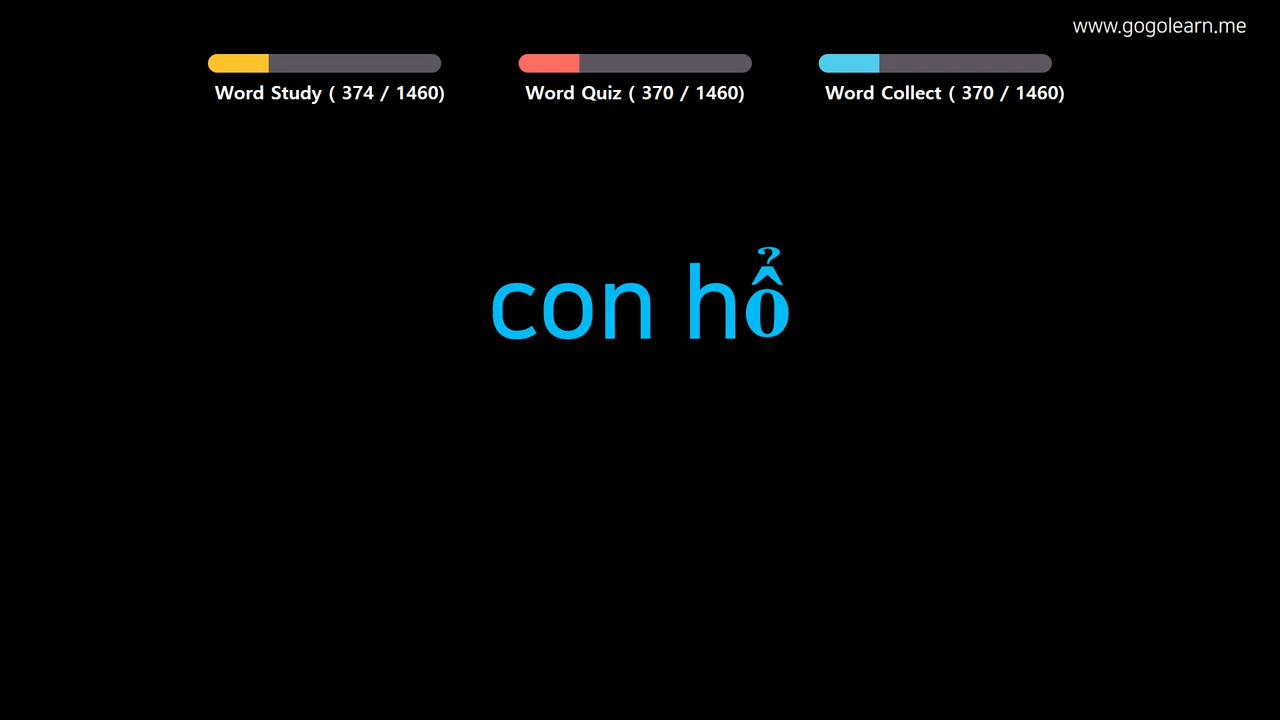 www.gogolearn.me
Word Study ( 374 / 1460)
Word Quiz ( 370 / 1460)
Word Collect ( 370 / 1460)
con hổ